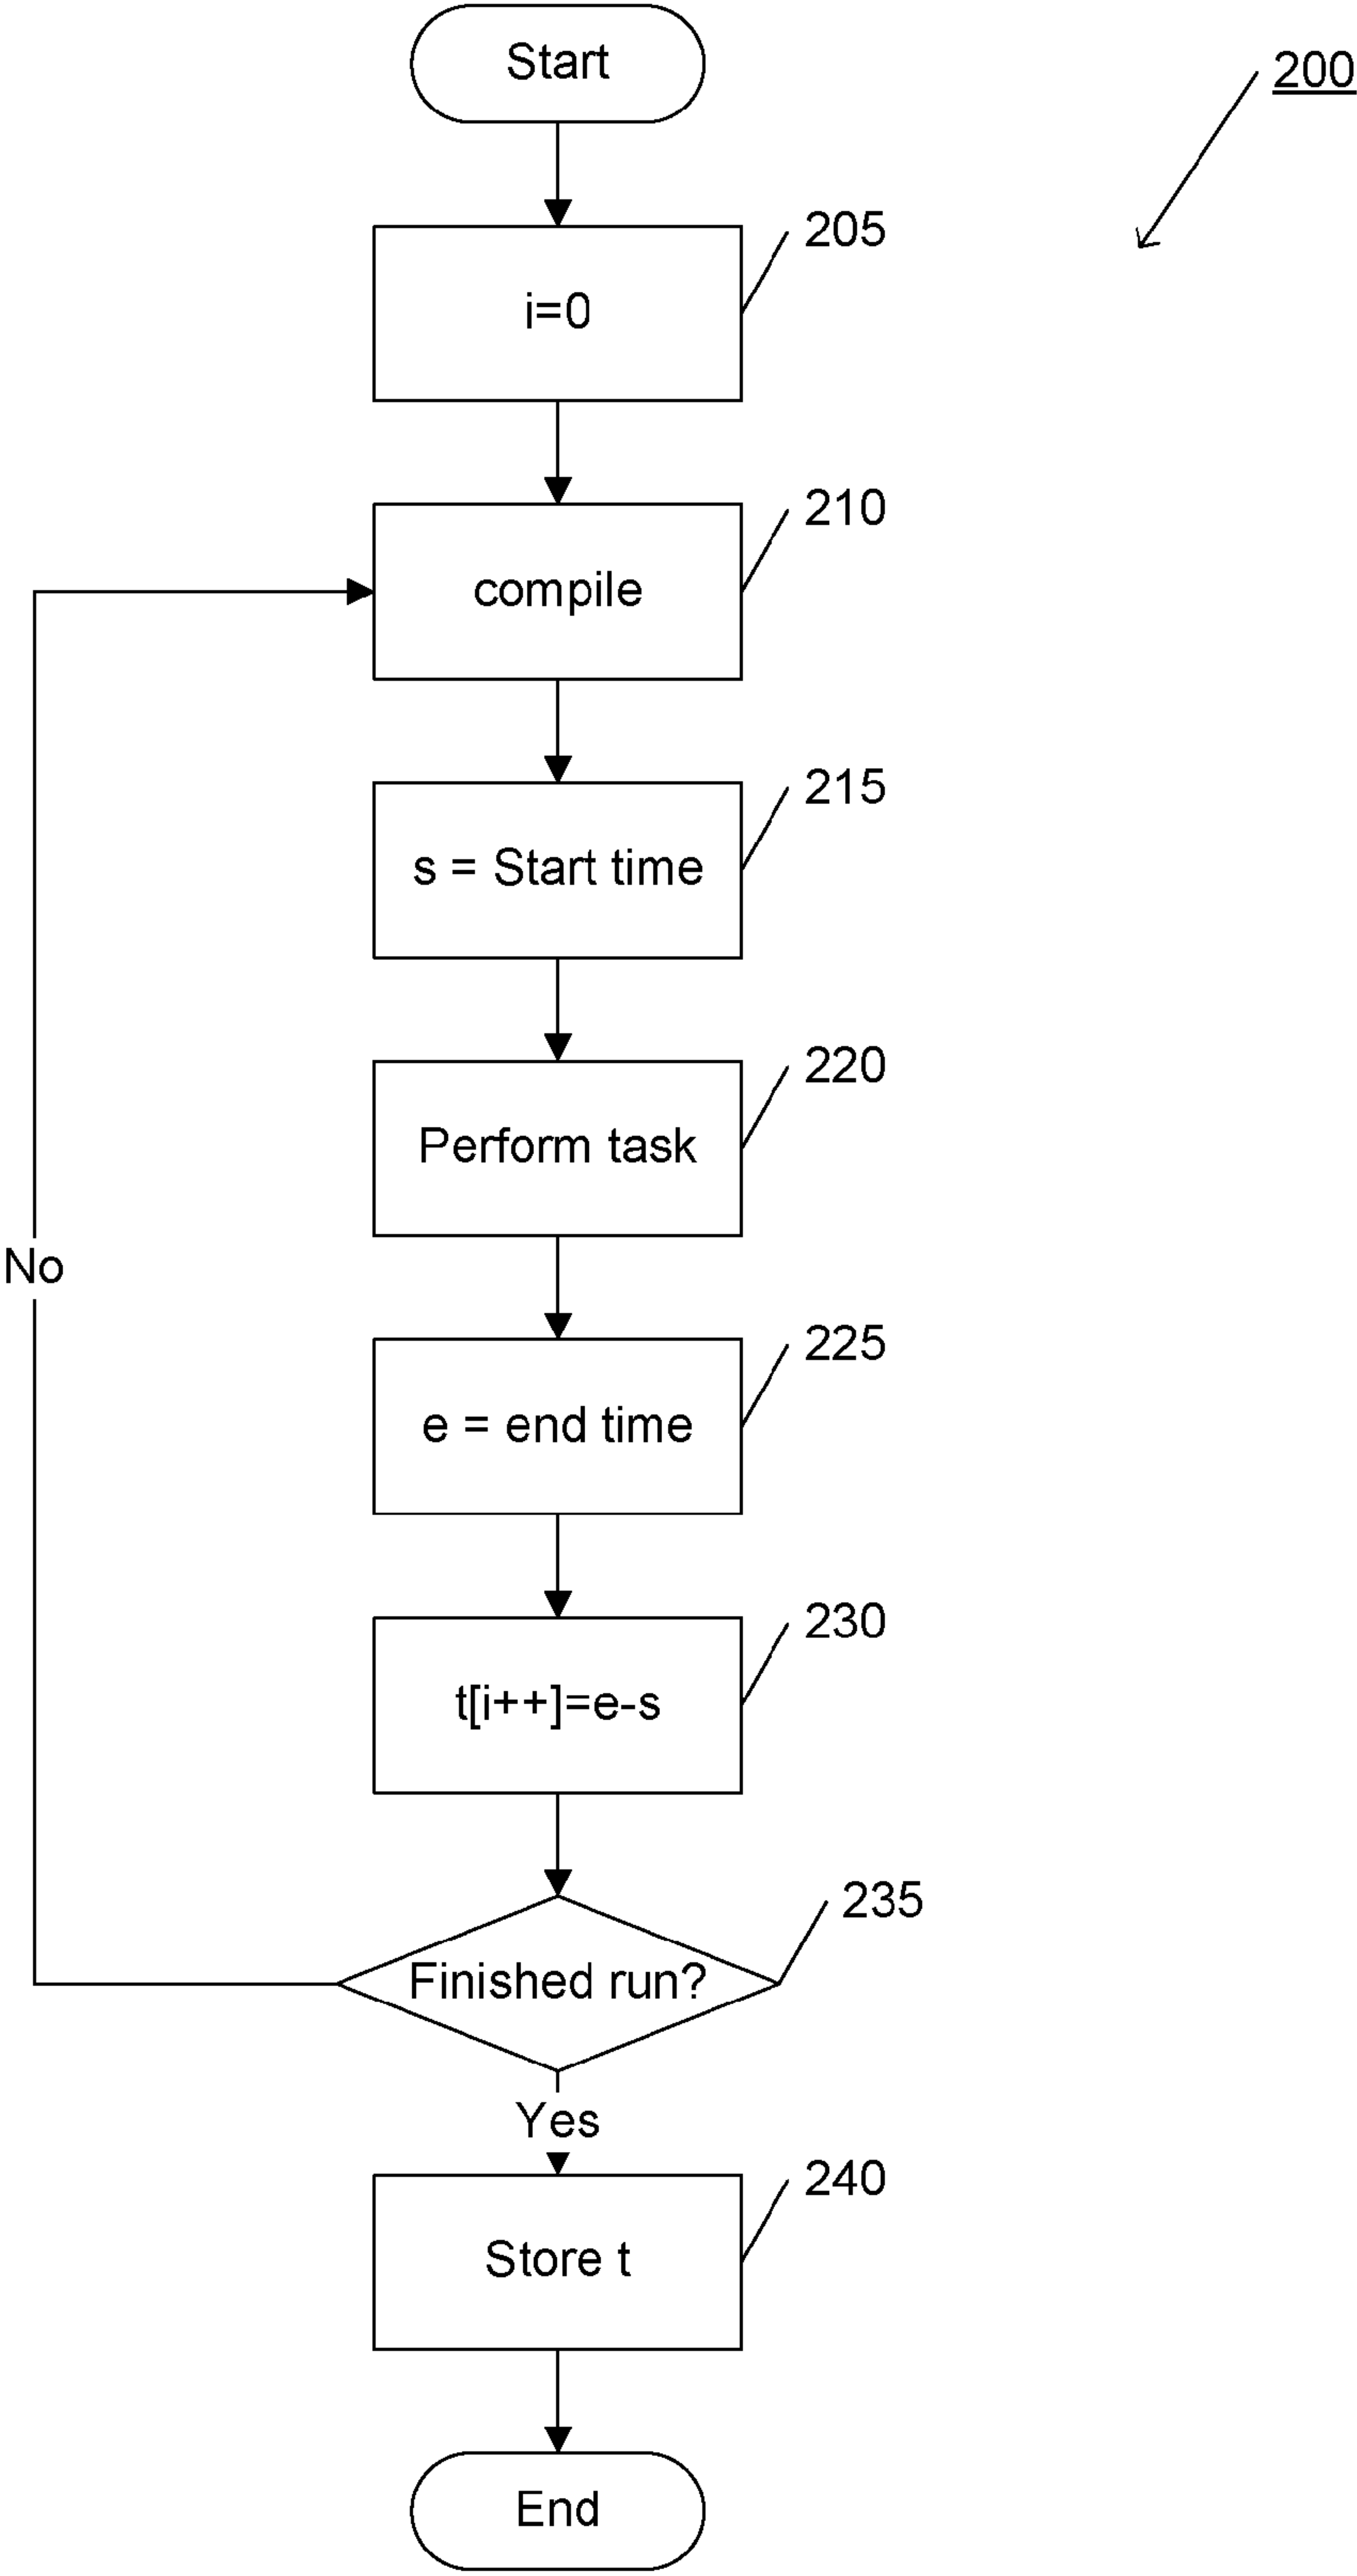 Start
200
205
i=0
210
compile
215
s = Start time
220
Perform task
No
225
e = end time
230
t[i++]=e-s
235
Finished run?
Yes
240
Store t
End